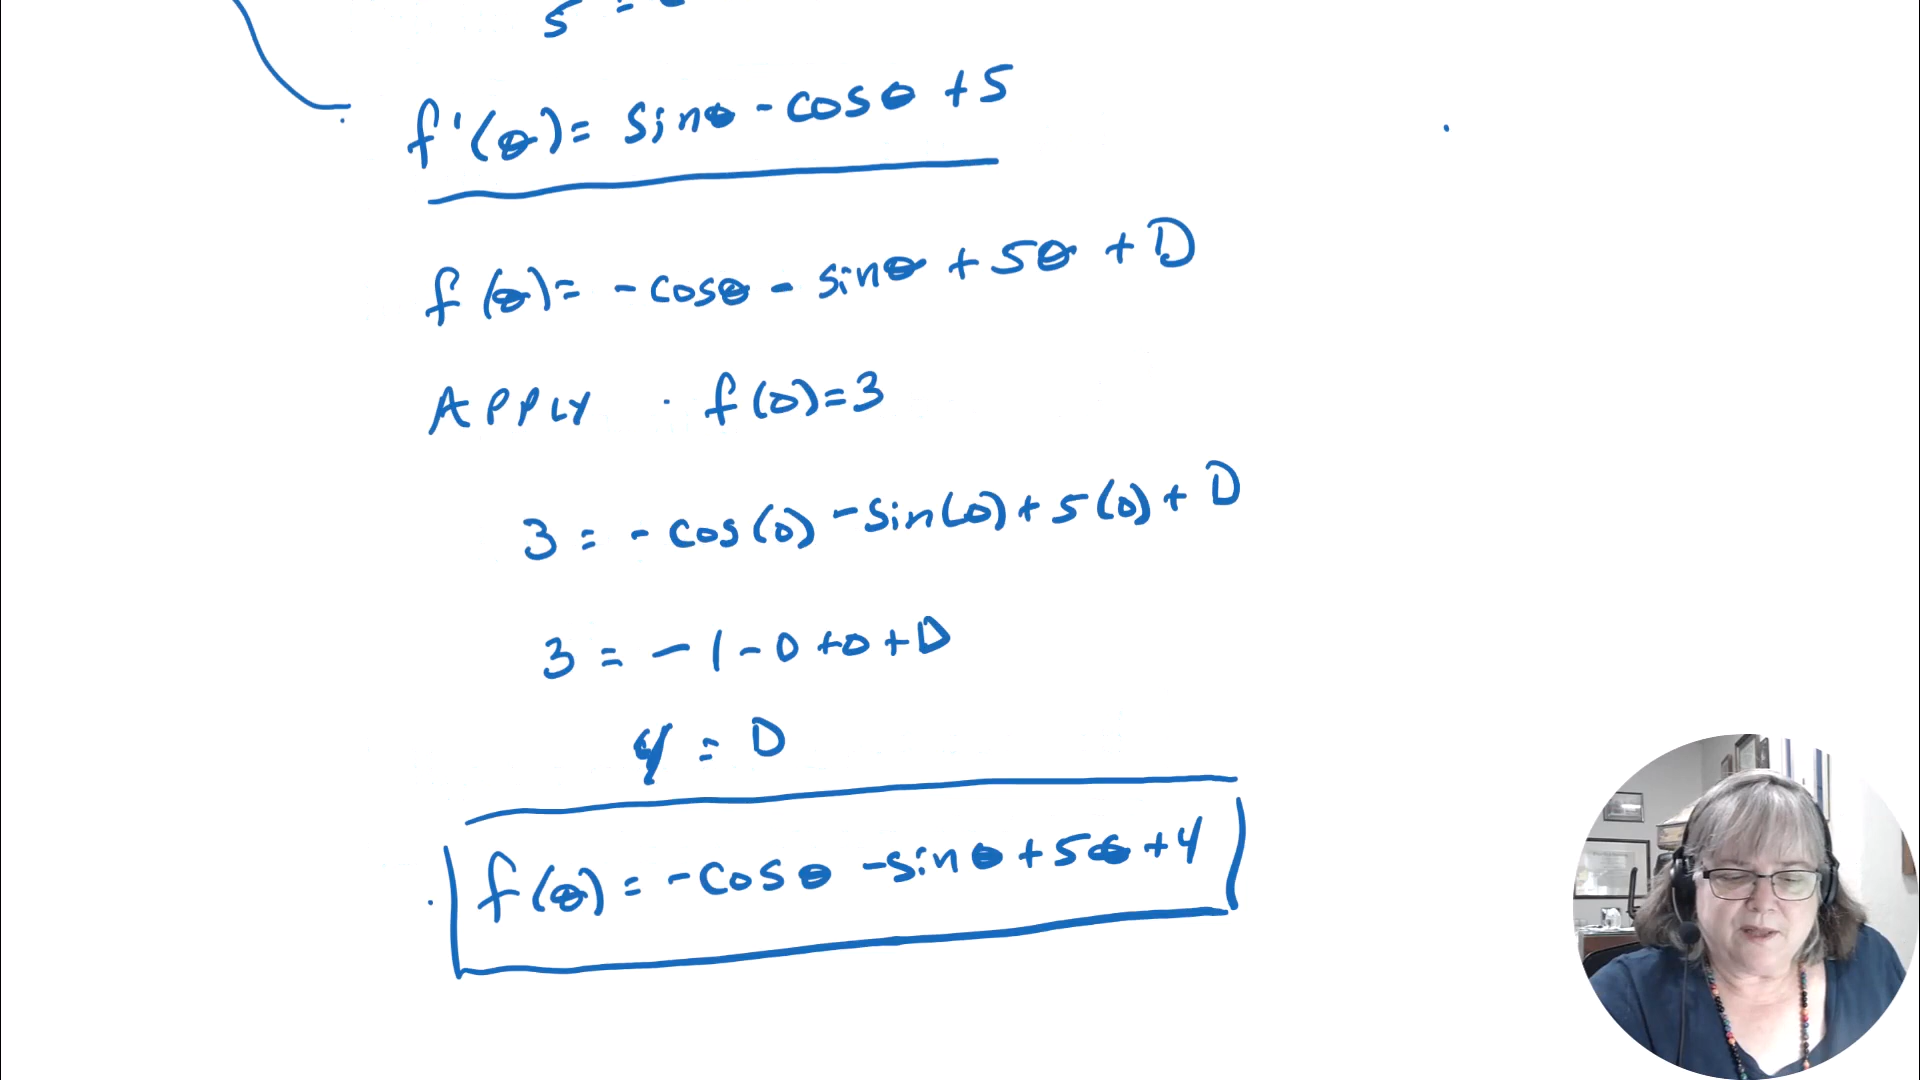 5 =
f'(θ) = sinθ - cosθ + 5
f(θ) = - cosθ - sinθ + 5θ + D
APPLY · f(0) = 3
3 = - cos(0) - sin(0) + 5(0) + D
3 = - 1 - 0 + 0 + D
4 = D
f(θ) = - cosθ - sinθ + 5θ + 4